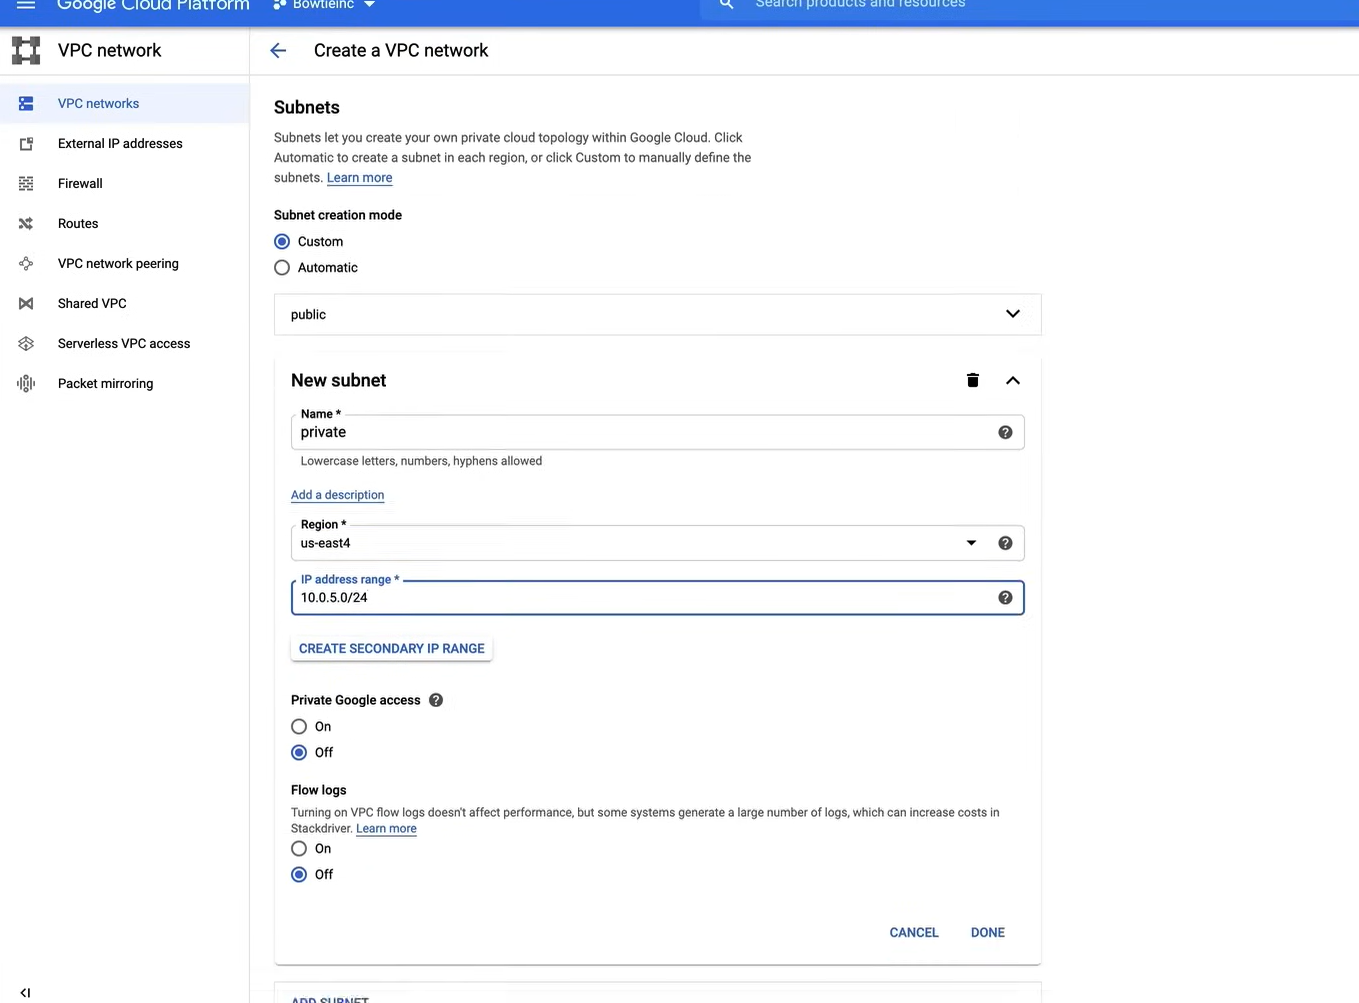 Google Cloud Platform
Bowtieinc
Search products and resources
VPC network
Create a VPC network
VPC networks
External IP addresses
Firewall
Routes
VPC network peering
Shared VPC
Serverless VPC access
Packet mirroring
Subnets
Subnets let you create your own private cloud topology within Google Cloud. Click
Automatic to create a subnet in each region, or click Custom to manually define the
subnets. Learn more
Subnet creation mode
Custom
Automatic
public
New subnet
Name *
private
Lowercase letters, numbers, hyphens allowed
Add a description
Region *
us-east4
IP address range *
10.0.5.0/24
CREATE SECONDARY IP RANGE
Private Google access
On
Off
Flow logs
Turning on VPC flow logs doesn't affect performance, but some systems generate a large number of logs, which can increase costs in
Stackdriver. Learn more
On
Off
CANCEL
DONE
ADD SUBNET